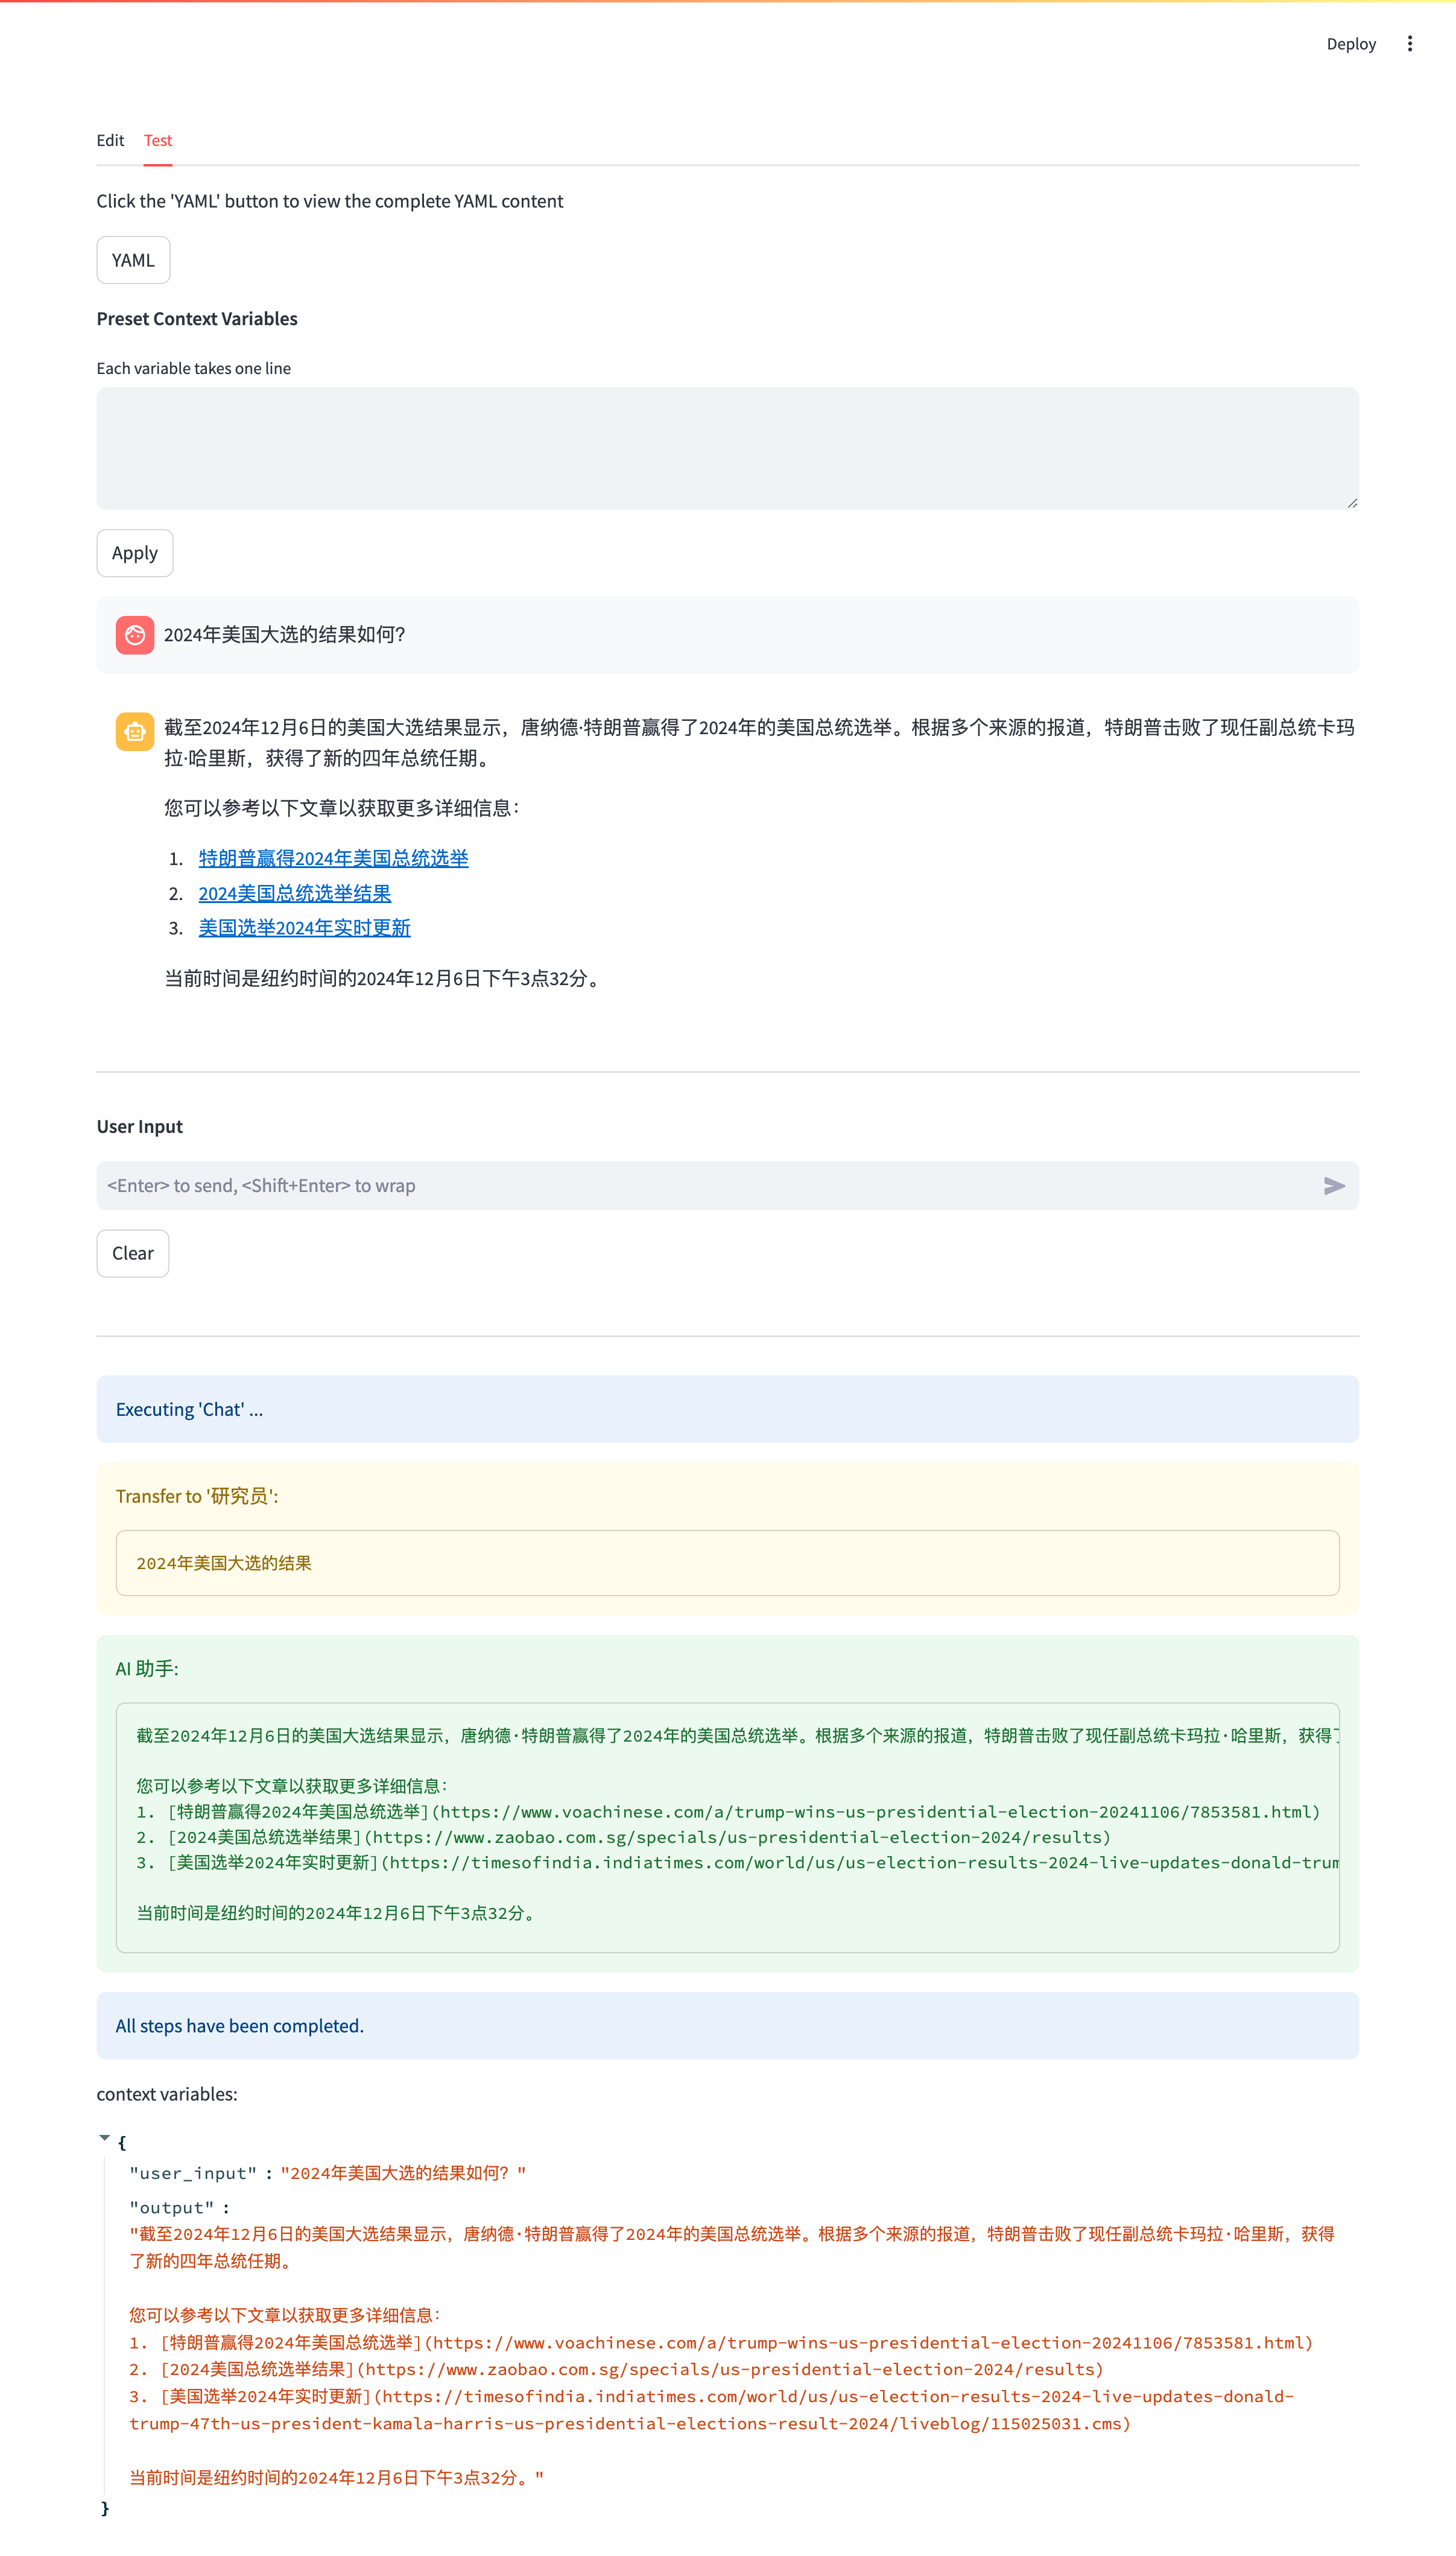 Deploy
Edit Test
Click the 'YAML' button to view the complete YAML content
YAML
Preset Context Variables
Each variable takes one line
Apply
2024年美国大选的结果如何?
截至2024年12月6日的美国大选结果显示，唐纳德·特朗普赢得了2024年的美国总统选举。根据多个来源的报道，特朗普击败了现任副总统卡玛
拉·哈里斯，获得了新的四年总统任期。
您可以参考以下文章以获取更多详细信息：
1. 特朗普赢得2024年美国总统选举
2. 2024美国总统选举结果
3. 美国选举2024年实时更新
当前时间是纽约时间的2024年12月6日下午3点32分。
User Input
<Enter> to send, <Shift+Enter> to wrap
Clear
Executing 'Chat' ...
Transfer to '研究员':
2024年美国大选的结果
AI 助手:
截至2024年12月6日的美国大选结果显示，唐纳德·特朗普赢得了2024年的美国总统选举。根据多个来源的报道，特朗普击败了现任副总统卡玛拉·哈里斯，获得了
您可以参考以下文章以获取更多详细信息：
1. [特朗普赢得2024年美国总统选举](https://www.voachinese.com/a/trump-wins-us-presidential-election-20241106/7853581.html)
2. [2024美国总统选举结果](https://www.zaobao.com.sg/specials/us-presidential-election-2024/results)
3. [美国选举2024年实时更新](https://timesofindia.indiatimes.com/world/us/us-election-results-2024-live-updates-donald-trum
当前时间是纽约时间的2024年12月6日下午3点32分。
All steps have been completed.
context variables:
{
"user_input" : "2024年美国大选的结果如何？"
"output" :
"截至2024年12月6日的美国大选结果显示，唐纳德·特朗普赢得了2024年的美国总统选举。根据多个来源的报道，特朗普击败了现任副总统卡玛拉·哈里斯，获得
了新的四年总统任期。
您可以参考以下文章以获取更多详细信息：
1. [特朗普赢得2024年美国总统选举](https://www.voachinese.com/a/trump-wins-us-presidential-election-20241106/7853581.html)
2. [2024美国总统选举结果](https://www.zaobao.com.sg/specials/us-presidential-election-2024/results)
3. [美国选举2024年实时更新](https://timesofindia.indiatimes.com/world/us/us-election-results-2024-live-updates-donald-
trump-47th-us-president-kamala-harris-us-presidential-elections-result-2024/liveblog/115025031.cms)
当前时间是纽约时间的2024年12月6日下午3点32分。"
}